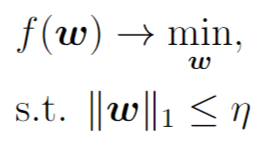 f(w) → min,
w
s.t. ‖w‖₁ ≤ η